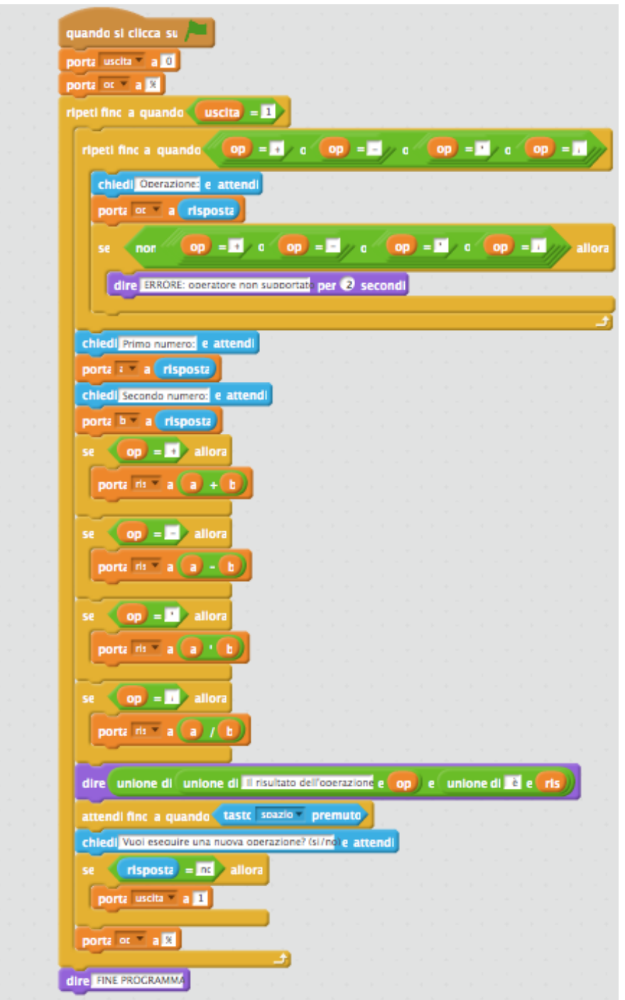 quando si clicca su
porta uscita a 0
porta op a %
ripeti fino a quando uscita = 1
ripeti fino a quando op = + o op = - o op = * o op = /
chiedi Operazione: e attendi
porta op a risposta
se non op = + o op = - o op = * o op = / allora
dire ERRORE: operatore non supportato per 2 secondi
chiedi Primo numero: e attendi
porta a a risposta
chiedi Secondo numero: e attendi
porta b a risposta
se op = + allora
porta ris a a + b
se op = - allora
porta ris a a - b
se op = * allora
porta ris a a * b
se op = / allora
porta ris a a / b
dire unione di unione di Il risultato dell'operazione e op e unione di è e ris
attendi fino a quando tasto spazio premuto
chiedi Vuoi eseguire una nuova operazione? (si/no) e attendi
se risposta = no allora
porta uscita a 1
porta op a %
dire FINE PROGRAMMA